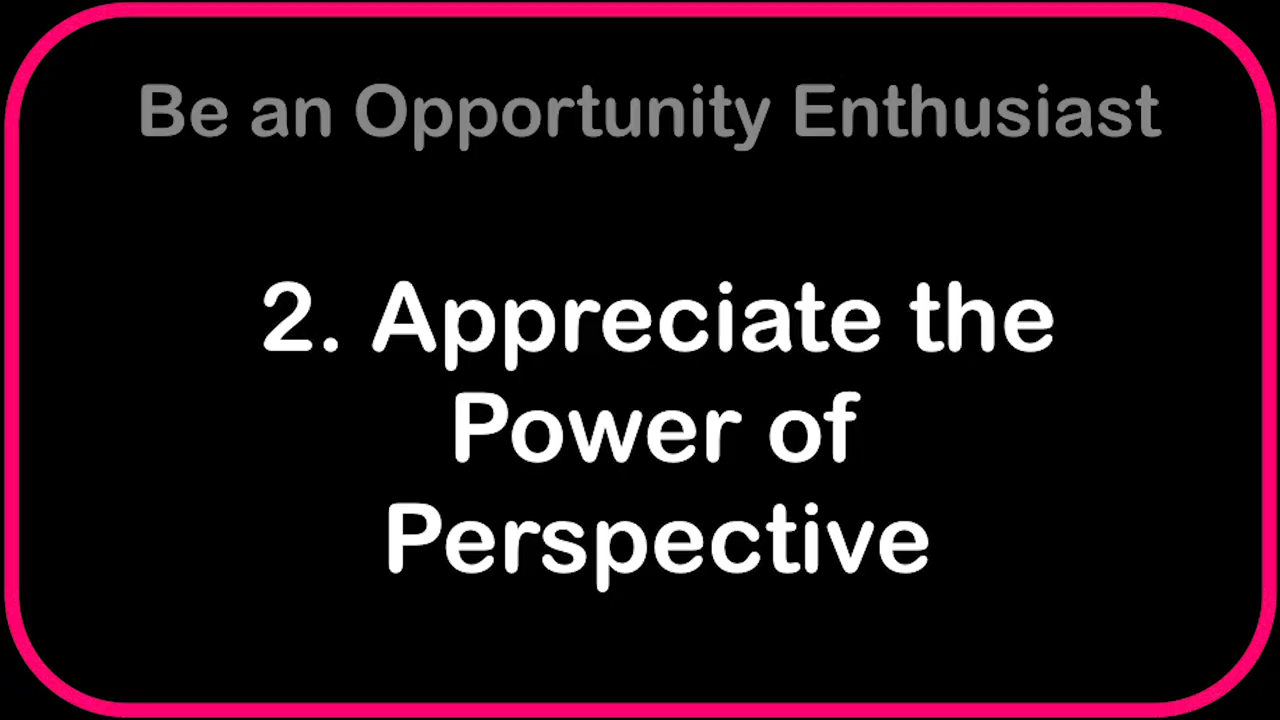 Be an Opportunity Enthusiast
2. Appreciate the
Power of
Perspective